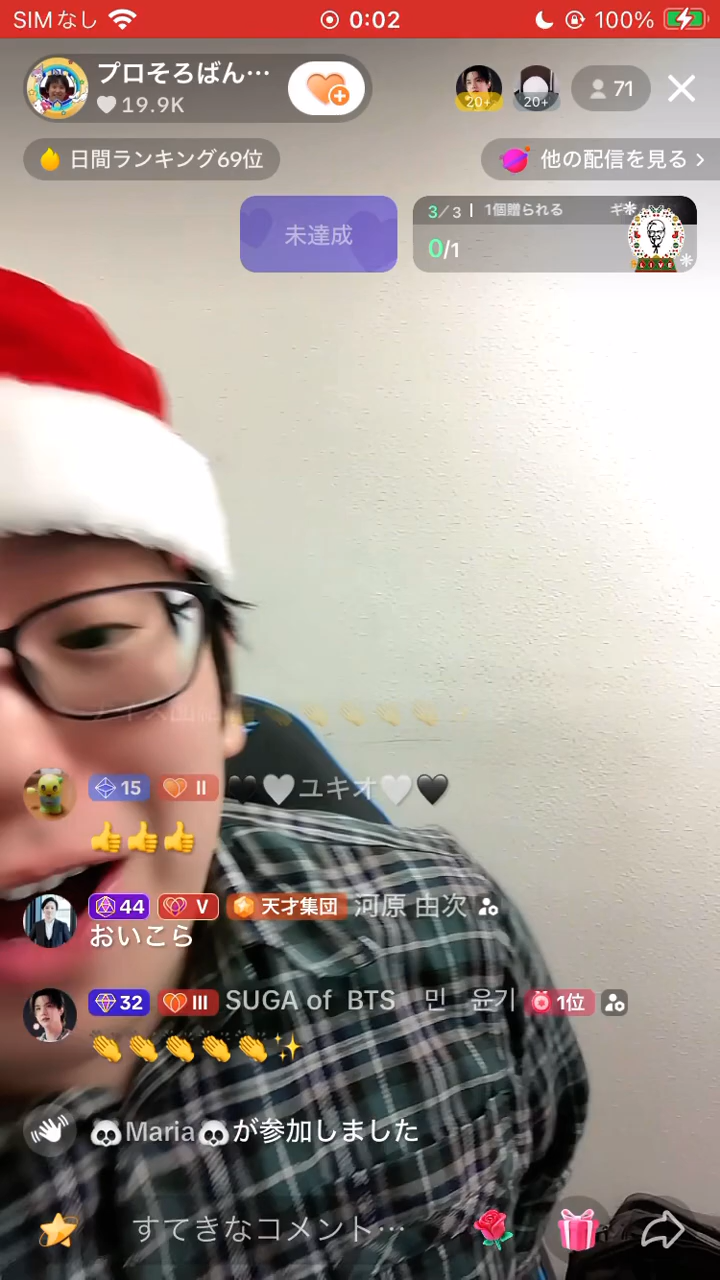 SIMなし 0:02 100%
プロそろばん…
19.9K
20+ 20+ 71
日間ランキング69位
他の配信を見る
未達成
3/3 1個贈られる ギ
0/1
LIVE
15 II 🖤🤍ユキオ🤍🖤
👍👍👍
44 V 天才集団 河原 由次
おいこら
32 III SUGA of BTS 민 윤기 1位
👏👏👏👏👏✨
🐼Maria🐼が参加しました
すてきなコメント…